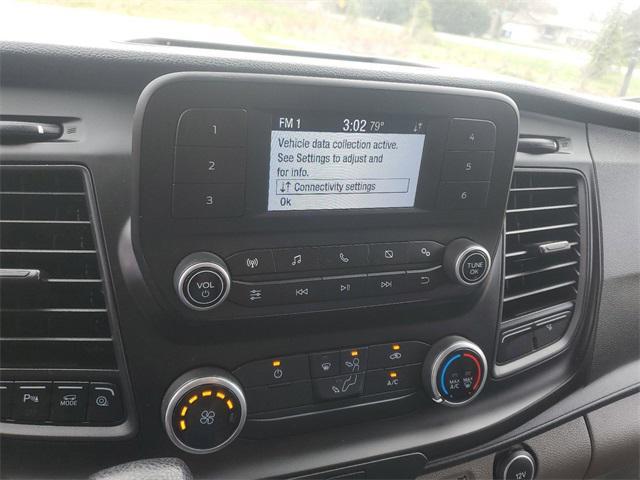 FM 1 3:02 79°
Vehicle data collection active.
See Settings to adjust and
for info.
Connectivity settings
Ok
1
2
3
4
5
6
VOL
TUNE
OK
A/C
MAX
A/C
MAX
P
MODE
12V